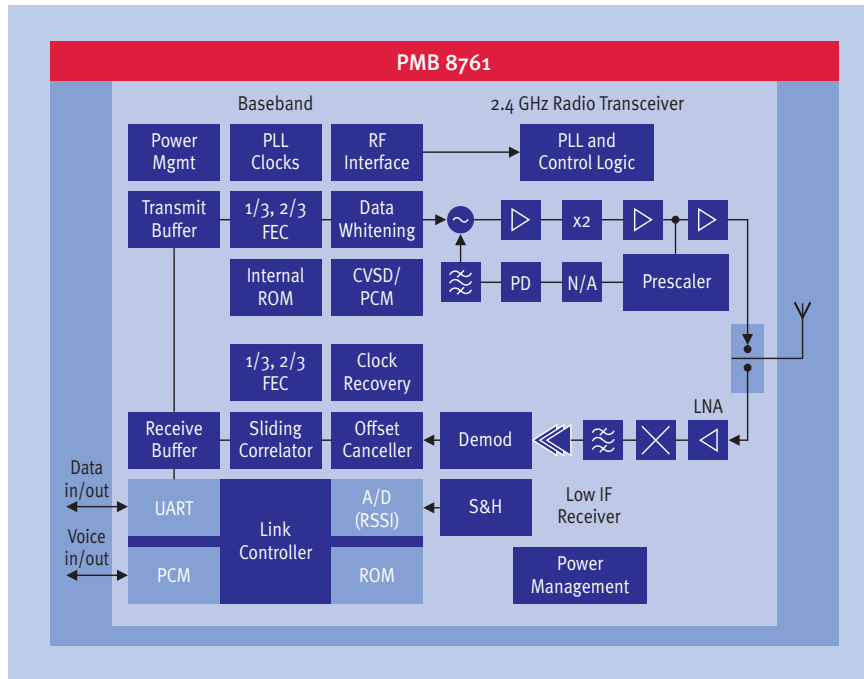 PMB 8761
Baseband
2.4 GHz Radio Transceiver
Power
Mgmt
PLL
Clocks
RF
Interface
PLL and
Control Logic
Transmit
Buffer
1/3, 2/3
FEC
Data
Whitening
x2
Internal
ROM
CVSD/
PCM
PD
N/A
Prescaler
1/3, 2/3
FEC
Clock
Recovery
LNA
Receive
Buffer
Sliding
Correlator
Offset
Canceller
Demod
Data
in/out
UART
Link
Controller
A/D
(RSSI)
S&H
Low IF
Receiver
Voice
in/out
PCM
ROM
Power
Management